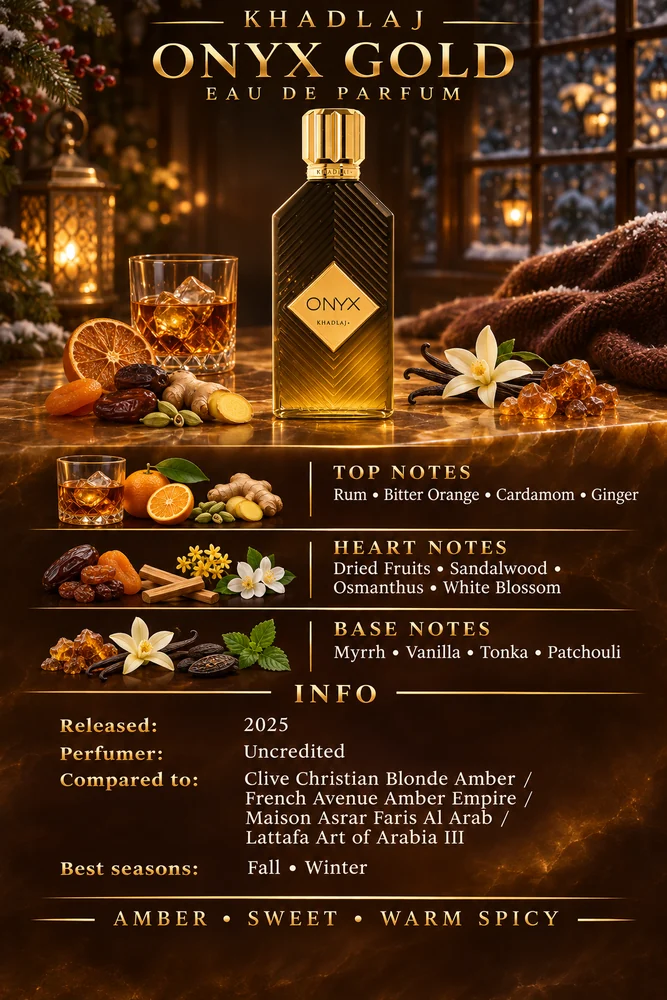 KHADLAJ
ONYX GOLD
EAU DE PARFUM
KHADLAJ
ONYX
KHADLAJ
TOP NOTES
Rum • Bitter Orange • Cardamom • Ginger
HEART NOTES
Dried Fruits • Sandalwood •
Osmanthus • White Blossom
BASE NOTES
Myrrh • Vanilla • Tonka • Patchouli
INFO
Released: 2025
Perfumer: Uncredited
Compared to: Clive Christian Blonde Amber /
French Avenue Amber Empire /
Maison Asrar Faris Al Arab /
Lattafa Art of Arabia III
Best seasons: Fall • Winter
AMBER • SWEET • WARM SPICY